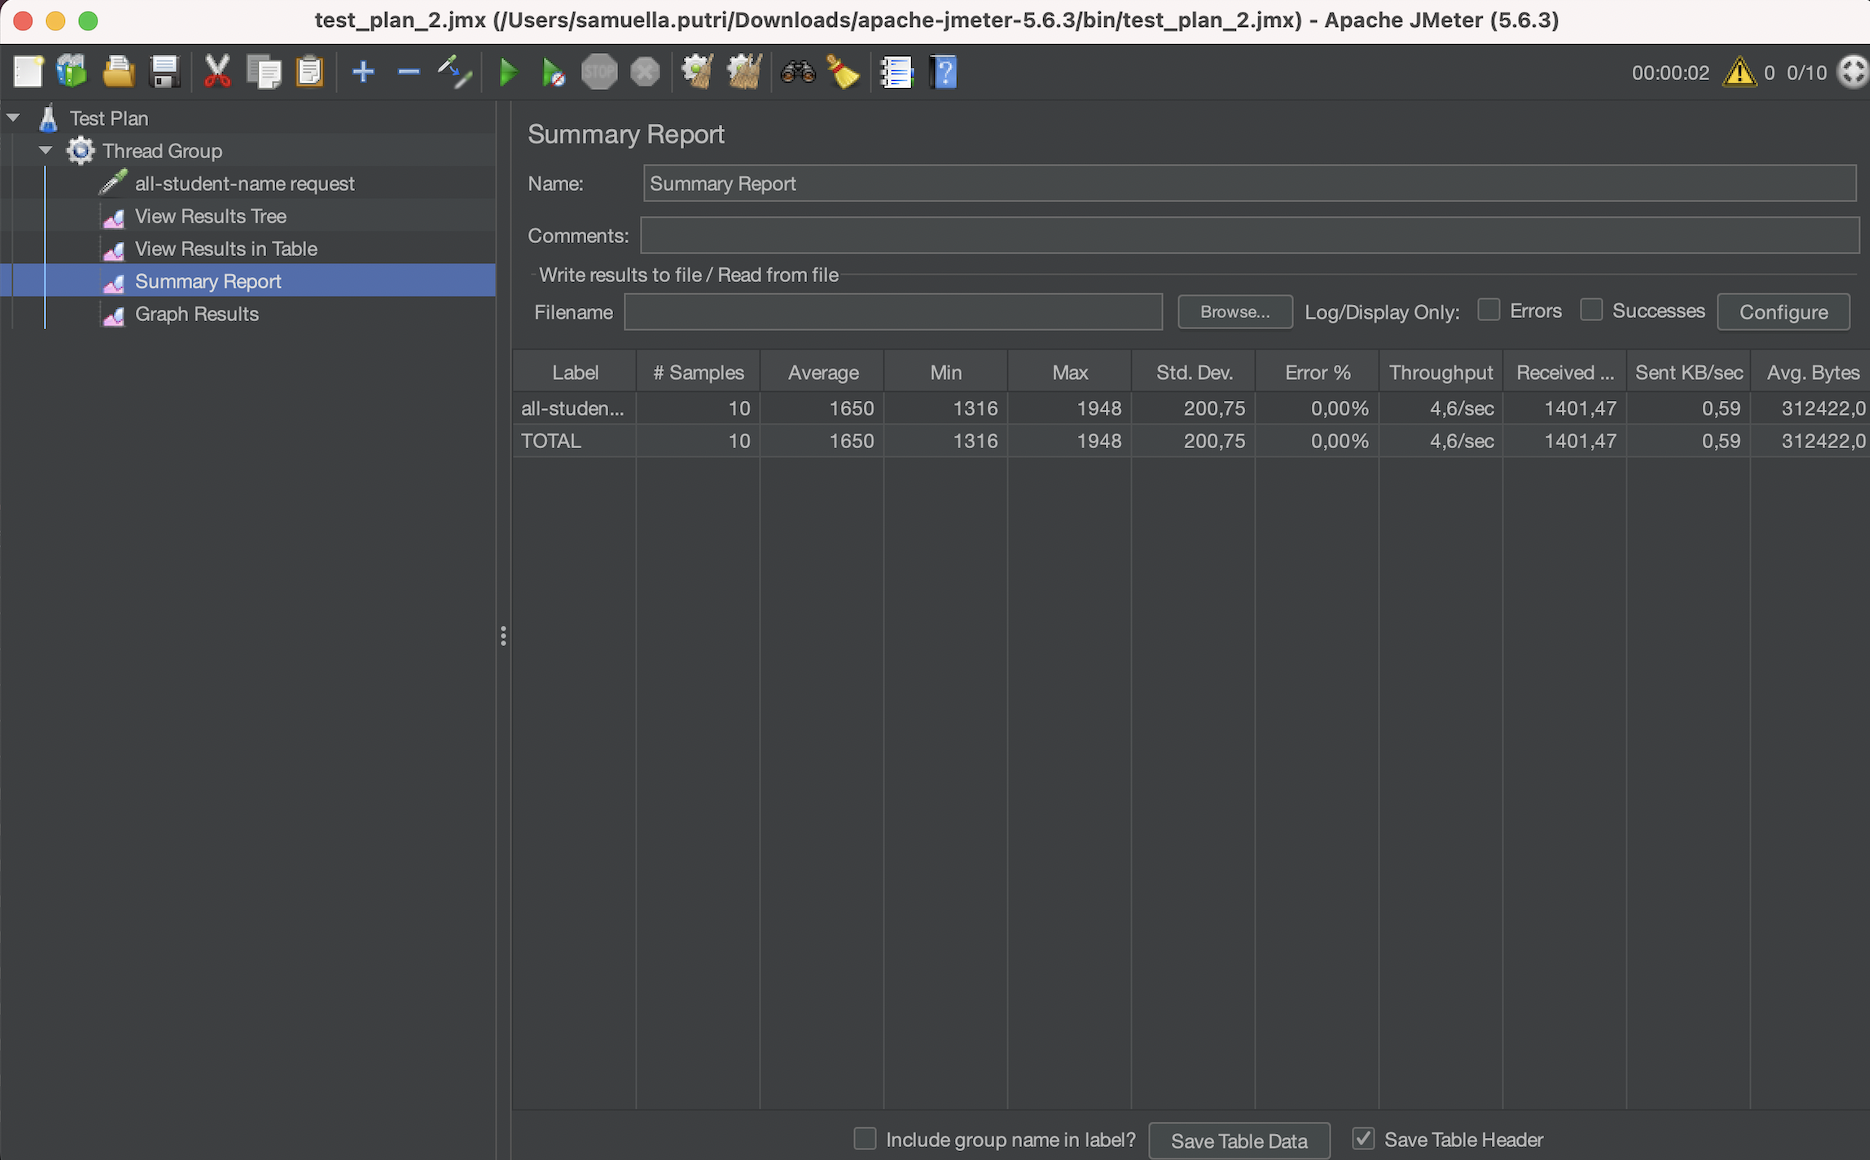 test_plan_2.jmx (/Users/samuella.putri/Downloads/apache-jmeter-5.6.3/bin/test_plan_2.jmx) - Apache JMeter (5.6.3)
STOP
00:00:02 0 0/10
Test Plan
Thread Group
all-student-name request
View Results Tree
View Results in Table
Summary Report
Graph Results
Summary Report
Name: Summary Report
Comments:
Write results to file / Read from file
Filename Browse... Log/Display Only: Errors Successes Configure
Label # Samples Average Min Max Std. Dev. Error % Throughput Received ... Sent KB/sec Avg. Bytes
all-studen... 10 1650 1316 1948 200,75 0,00% 4,6/sec 1401,47 0,59 312422,0
TOTAL 10 1650 1316 1948 200,75 0,00% 4,6/sec 1401,47 0,59 312422,0
Include group name in label? Save Table Data Save Table Header